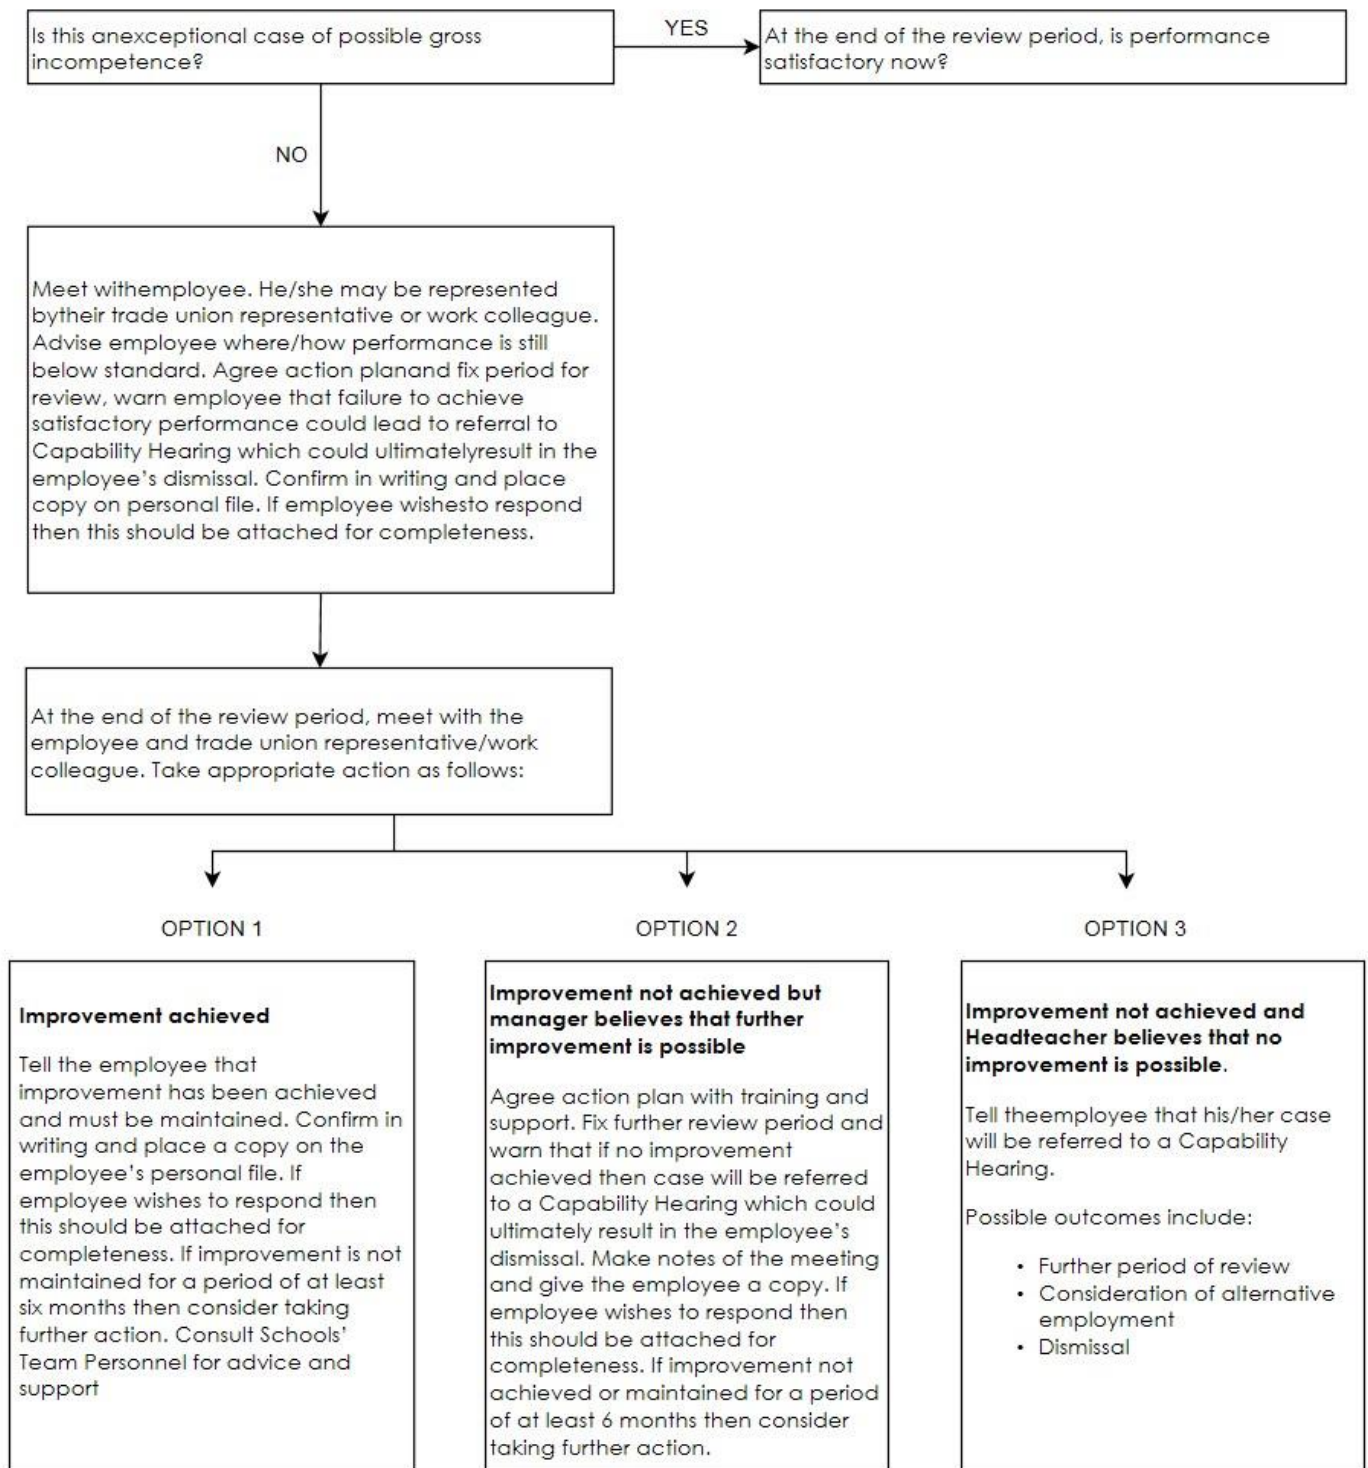 Is this anexceptional case of possible gross
incompetence?
YES
At the end of the review period, is performance
satisfactory now?
NO
Meet withemployee. He/she may be represented
bytheir trade union representative or work colleague.
Advise employee where/how performance is still
below standard. Agree action planand fix period for
review, warn employee that failure to achieve
satisfactory performance could lead to referral to
Capability Hearing which could ultimatelyresult in the
employee's dismissal. Confirm in writing and place
copy on personal file. If employee wishesto respond
then this should be attached for completeness.
At the end of the review period, meet with the
employee and trade union representative/work
colleague. Take appropriate action as follows:
OPTION 1
Improvement achieved
Tell the employee that
improvement has been achieved
and must be maintained. Confirm in
writing and place a copy on the
employee's personal file. If
employee wishes to respond then
this should be attached for
completeness. If improvement is not
maintained for a period of at least
six months then consider taking
further action. Consult Schools'
Team Personnel for advice and
support
OPTION 2
Improvement not achieved but
manager believes that further
improvement is possible
Agree action plan with training and
support. Fix further review period and
warn that if no improvement
achieved then case will be referred
to a Capability Hearing which could
ultimately result in the employee's
dismissal. Make notes of the meeting
and give the employee a copy. If
employee wishes to respond then
this should be attached for
completeness. If improvement not
achieved or maintained for a period
of at least 6 months then consider
taking further action.
OPTION 3
Improvement not achieved and
Headteacher believes that no
improvement is possible.
Tell theemployee that his/her case
will be referred to a Capability
Hearing.
Possible outcomes include:
• Further period of review
• Consideration of alternative
employment
• Dismissal